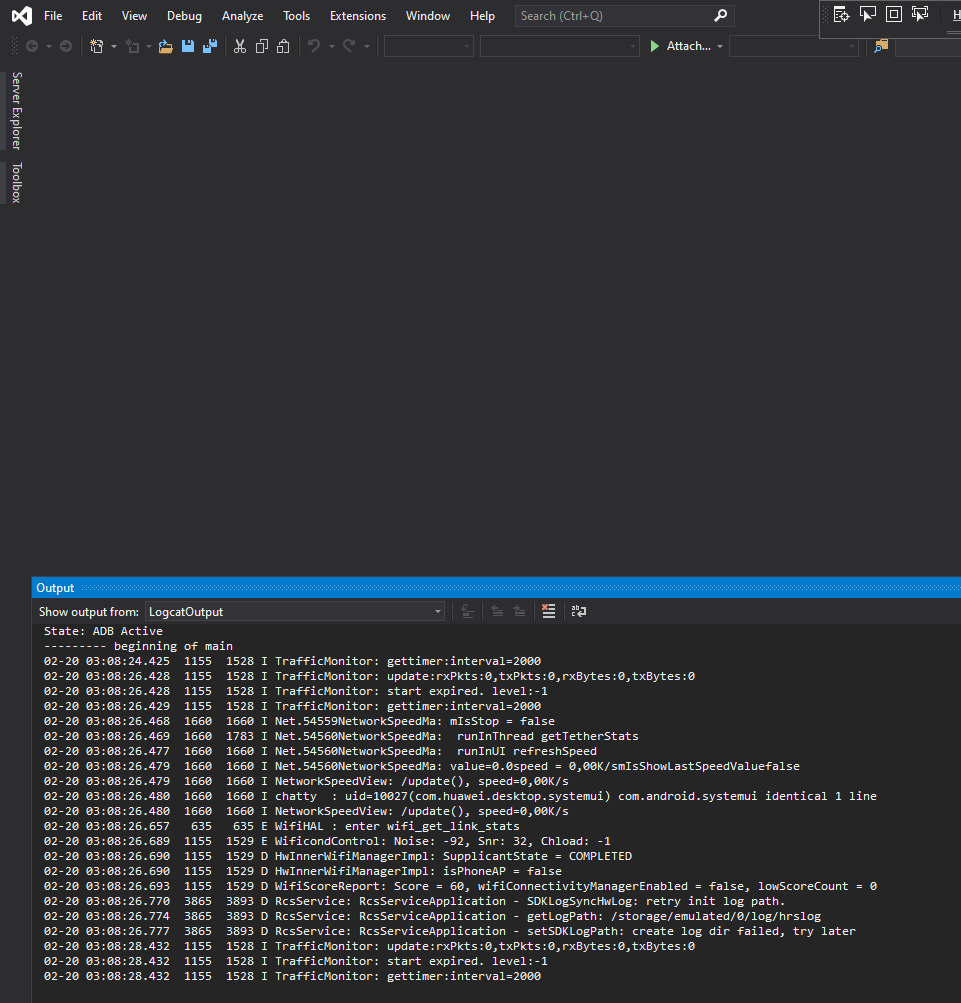 File Edit View Debug Analyze Tools Extensions Window Help Search (Ctrl+Q)
Attach...
Server Explorer
Toolbox
Output
Show output from: LogcatOutput
State: ADB Active
--------- beginning of main
02-20 03:08:24.425  1155  1528 I TrafficMonitor: gettimer:interval=2000
02-20 03:08:26.428  1155  1528 I TrafficMonitor: update:rxPkts:0,txPkts:0,rxBytes:0,txBytes:0
02-20 03:08:26.428  1155  1528 I TrafficMonitor: start expired. level:-1
02-20 03:08:26.429  1155  1528 I TrafficMonitor: gettimer:interval=2000
02-20 03:08:26.468  1660  1660 I Net.54559NetworkSpeedMa: mIsStop = false
02-20 03:08:26.469  1660  1783 I Net.54560NetworkSpeedMa:  runInThread getTetherStats
02-20 03:08:26.477  1660  1660 I Net.54560NetworkSpeedMa:  runInUI refreshSpeed
02-20 03:08:26.479  1660  1660 I Net.54560NetworkSpeedMa: value=0.0speed = 0,00K/smIsShowLastSpeedValuefalse
02-20 03:08:26.479  1660  1660 I NetworkSpeedView: /update(), speed=0,00K/s
02-20 03:08:26.480  1660  1660 I chatty  : uid=10027(com.huawei.desktop.systemui) com.android.systemui identical 1 line
02-20 03:08:26.480  1660  1660 I NetworkSpeedView: /update(), speed=0,00K/s
02-20 03:08:26.657   635   635 E WifiHAL : enter wifi_get_link_stats
02-20 03:08:26.689  1155  1529 E WificondControl: Noise: -92, Snr: 32, Chload: -1
02-20 03:08:26.690  1155  1529 D HwInnerWifiManagerImpl: SupplicantState = COMPLETED
02-20 03:08:26.690  1155  1529 D HwInnerWifiManagerImpl: isPhoneAP = false
02-20 03:08:26.693  1155  1529 D WifiScoreReport: Score = 60, wifiConnectivityManagerEnabled = false, lowScoreCount = 0
02-20 03:08:26.770  3865  3893 D RcsService: RcsServiceApplication - SDKLogSyncHwLog: retry init log path.
02-20 03:08:26.774  3865  3893 D RcsService: RcsServiceApplication - getLogPath: /storage/emulated/0/log/hrslog
02-20 03:08:26.777  3865  3893 D RcsService: RcsServiceApplication - setSDKLogPath: create log dir failed, try later
02-20 03:08:28.432  1155  1528 I TrafficMonitor: update:rxPkts:0,txPkts:0,rxBytes:0,txBytes:0
02-20 03:08:28.432  1155  1528 I TrafficMonitor: start expired. level:-1
02-20 03:08:28.432  1155  1528 I TrafficMonitor: gettimer:interval=2000